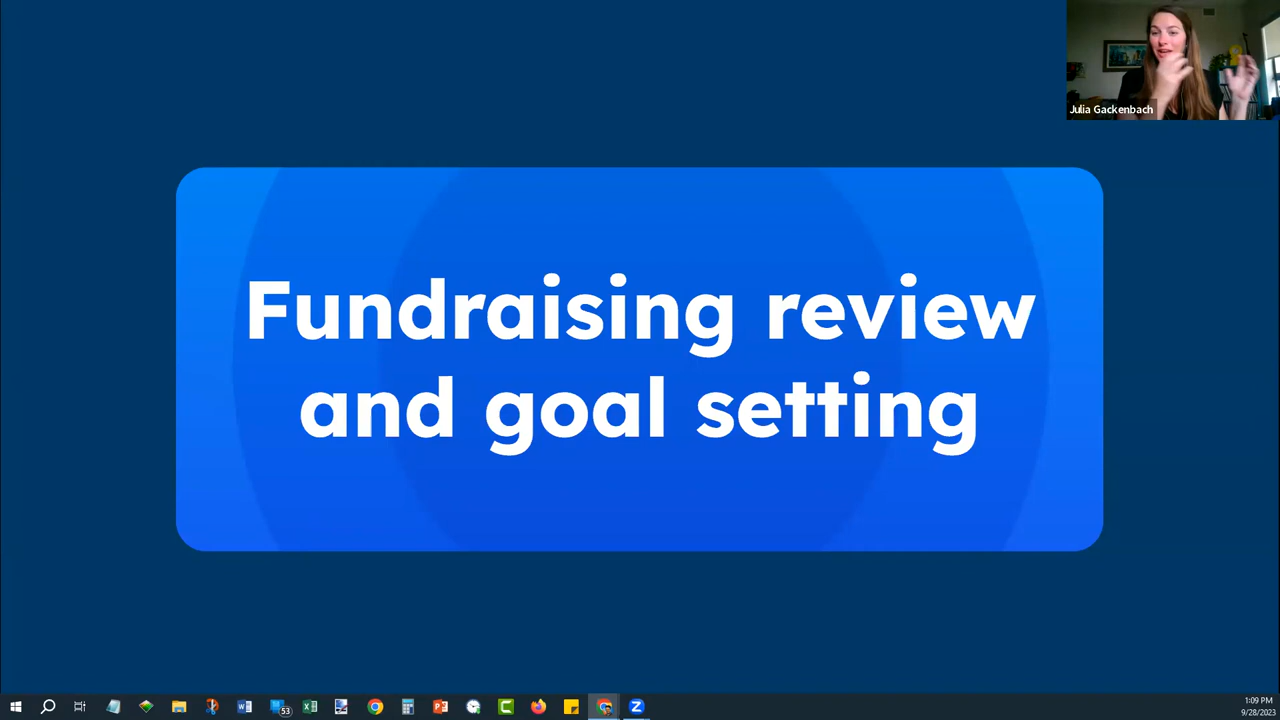 Julia Gackenbach
Fundraising review
and goal setting
53
1:09 PM
9/28/2023